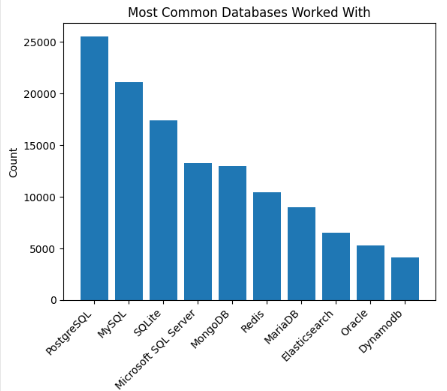 Most Common Databases Worked With
Count
25000
20000
15000
10000
5000
0
PostgreSQL
MySQL
SQLite
Microsoft SQL Server
MongoDB
Redis
MariaDB
Elasticsearch
Oracle
Dynamodb